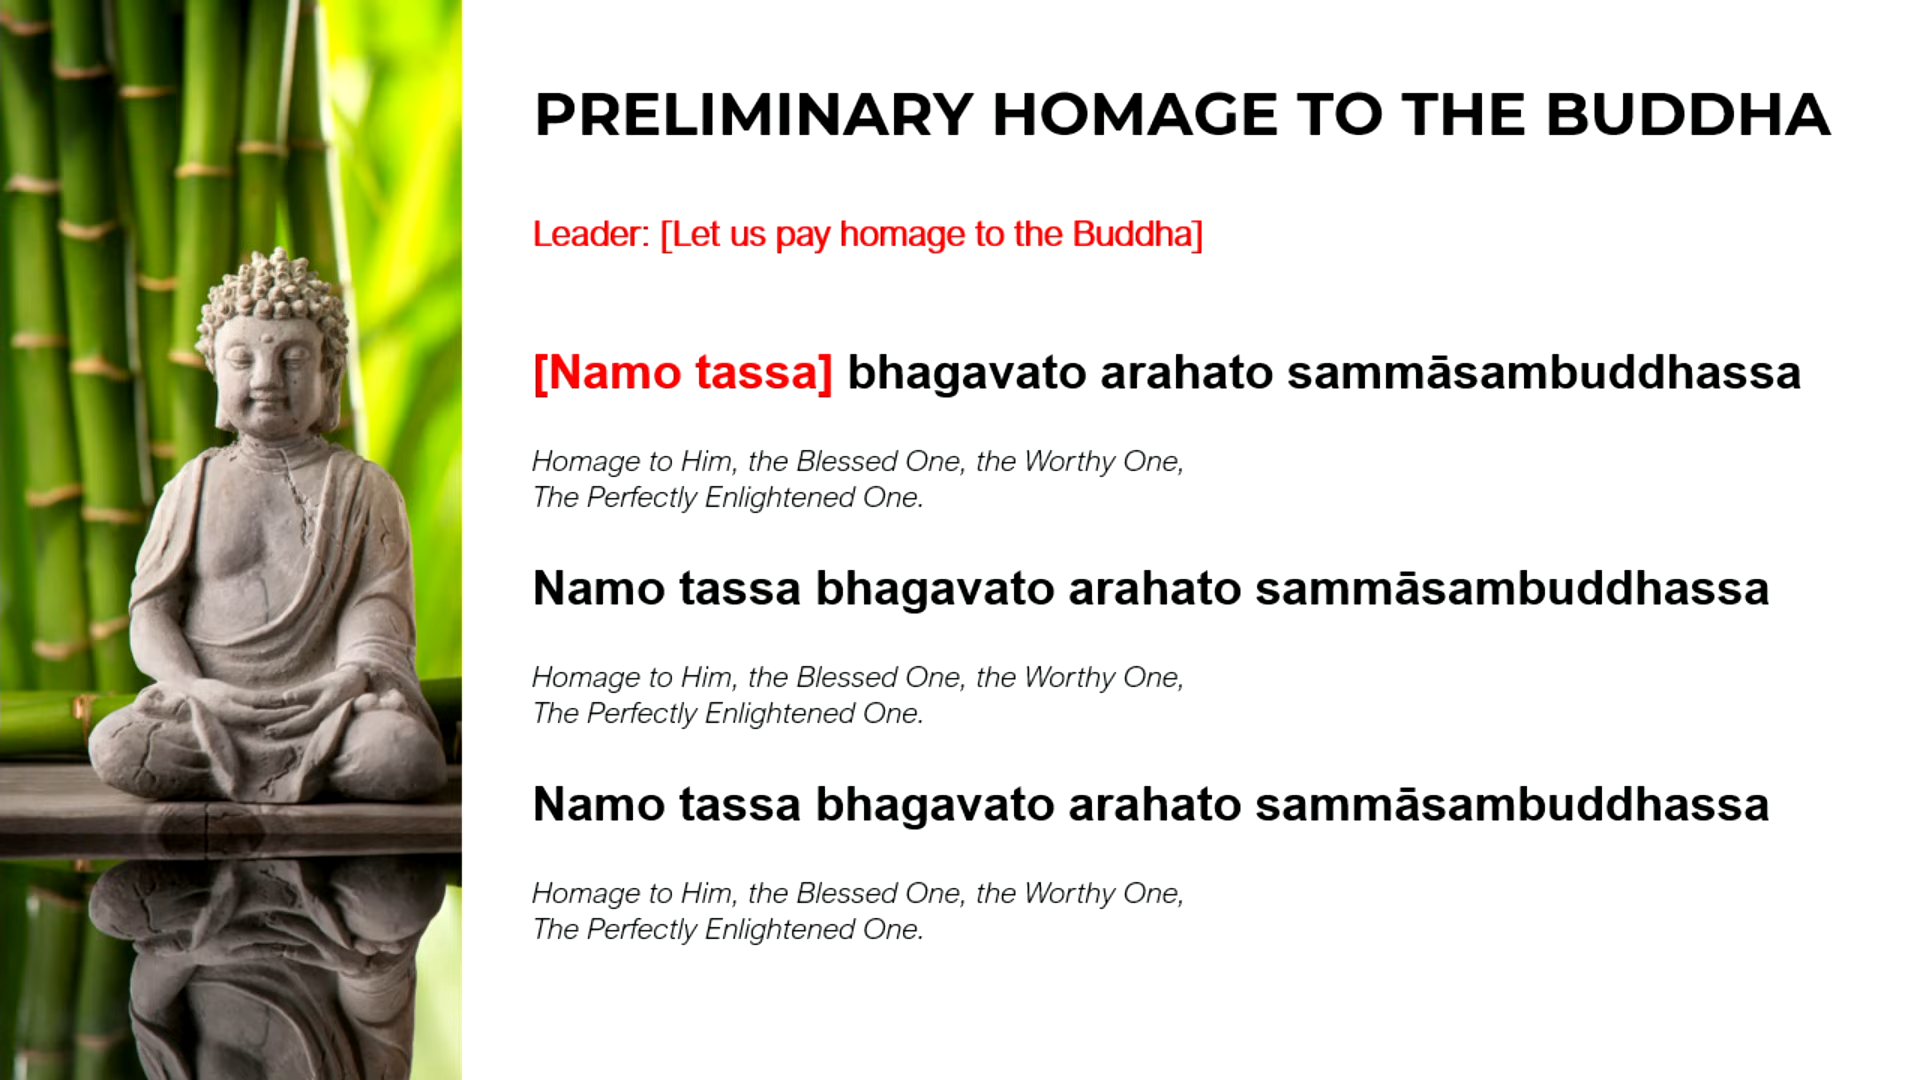 PRELIMINARY HOMAGE TO THE BUDDHA
Leader: [Let us pay homage to the Buddha]
[Namo tassa] bhagavato arahato sammāsambuddhassa
Homage to Him, the Blessed One, the Worthy One,
The Perfectly Enlightened One.
Namo tassa bhagavato arahato sammāsambuddhassa
Homage to Him, the Blessed One, the Worthy One,
The Perfectly Enlightened One.
Namo tassa bhagavato arahato sammāsambuddhassa
Homage to Him, the Blessed One, the Worthy One,
The Perfectly Enlightened One.